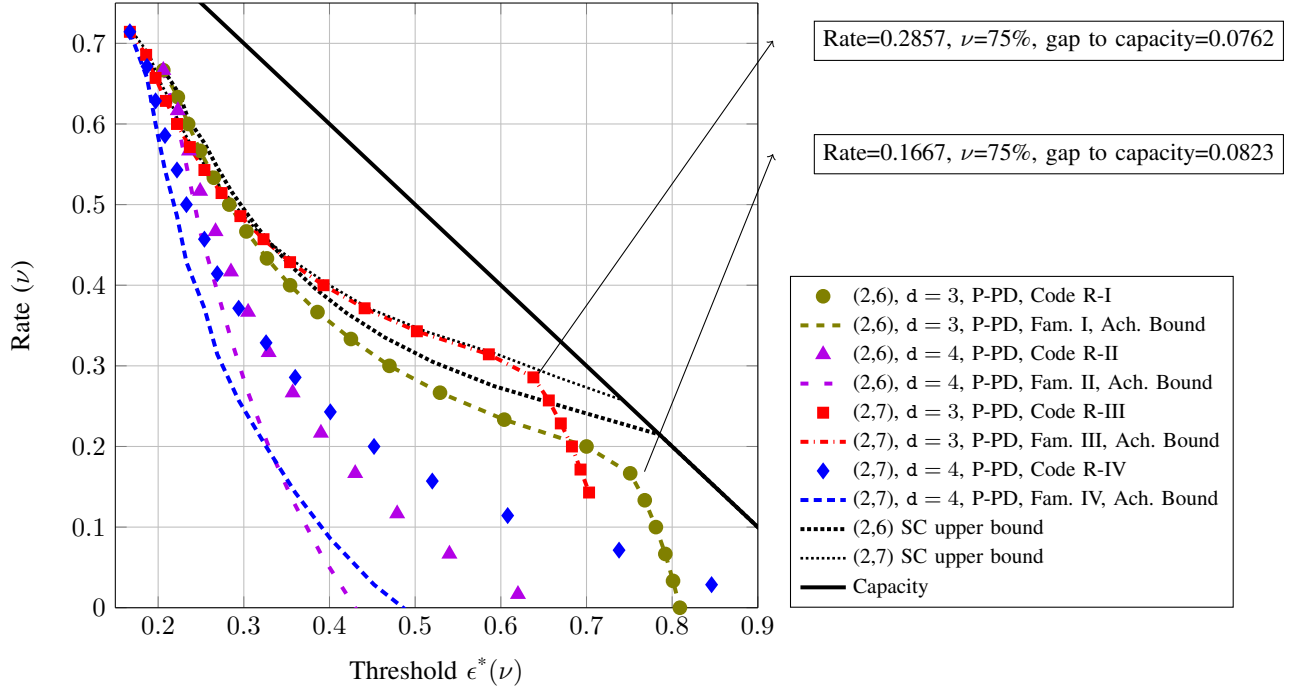 Rate=0.2857, ν=75%, gap to capacity=0.0762
Rate=0.1667, ν=75%, gap to capacity=0.0823
Rate (ν)
0.7
0.6
0.5
0.4
0.3
0.2
0.1
0
0.2 0.3 0.4 0.5 0.6 0.7 0.8 0.9
Threshold ϵ*(ν)
(2,6), d = 3, P-PD, Code R-I
(2,6), d = 3, P-PD, Fam. I, Ach. Bound
(2,6), d = 4, P-PD, Code R-II
(2,6), d = 4, P-PD, Fam. II, Ach. Bound
(2,7), d = 3, P-PD, Code R-III
(2,7), d = 3, P-PD, Fam. III, Ach. Bound
(2,7), d = 4, P-PD, Code R-IV
(2,7), d = 4, P-PD, Fam. IV, Ach. Bound
(2,6) SC upper bound
(2,7) SC upper bound
Capacity